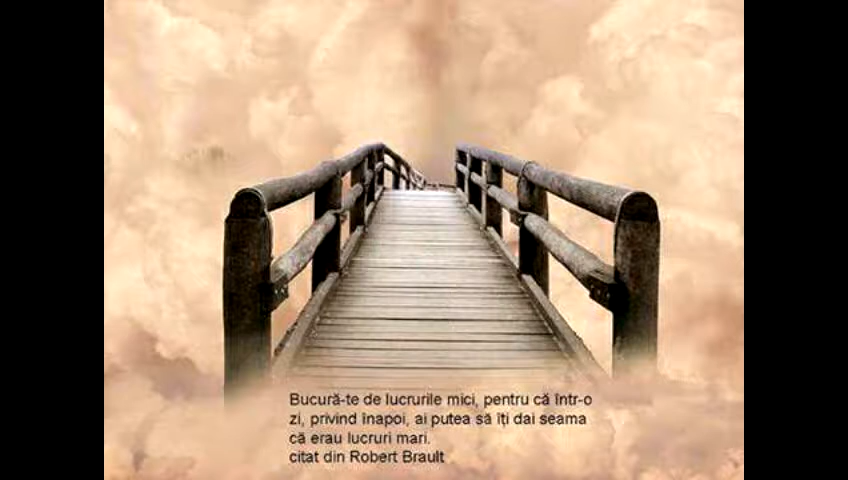 Bucură-te de lucrurile mici, pentru că într-o
zi, privind înapoi, ai putea să îți dai seama
că erau lucruri mari.
citat din Robert Brault